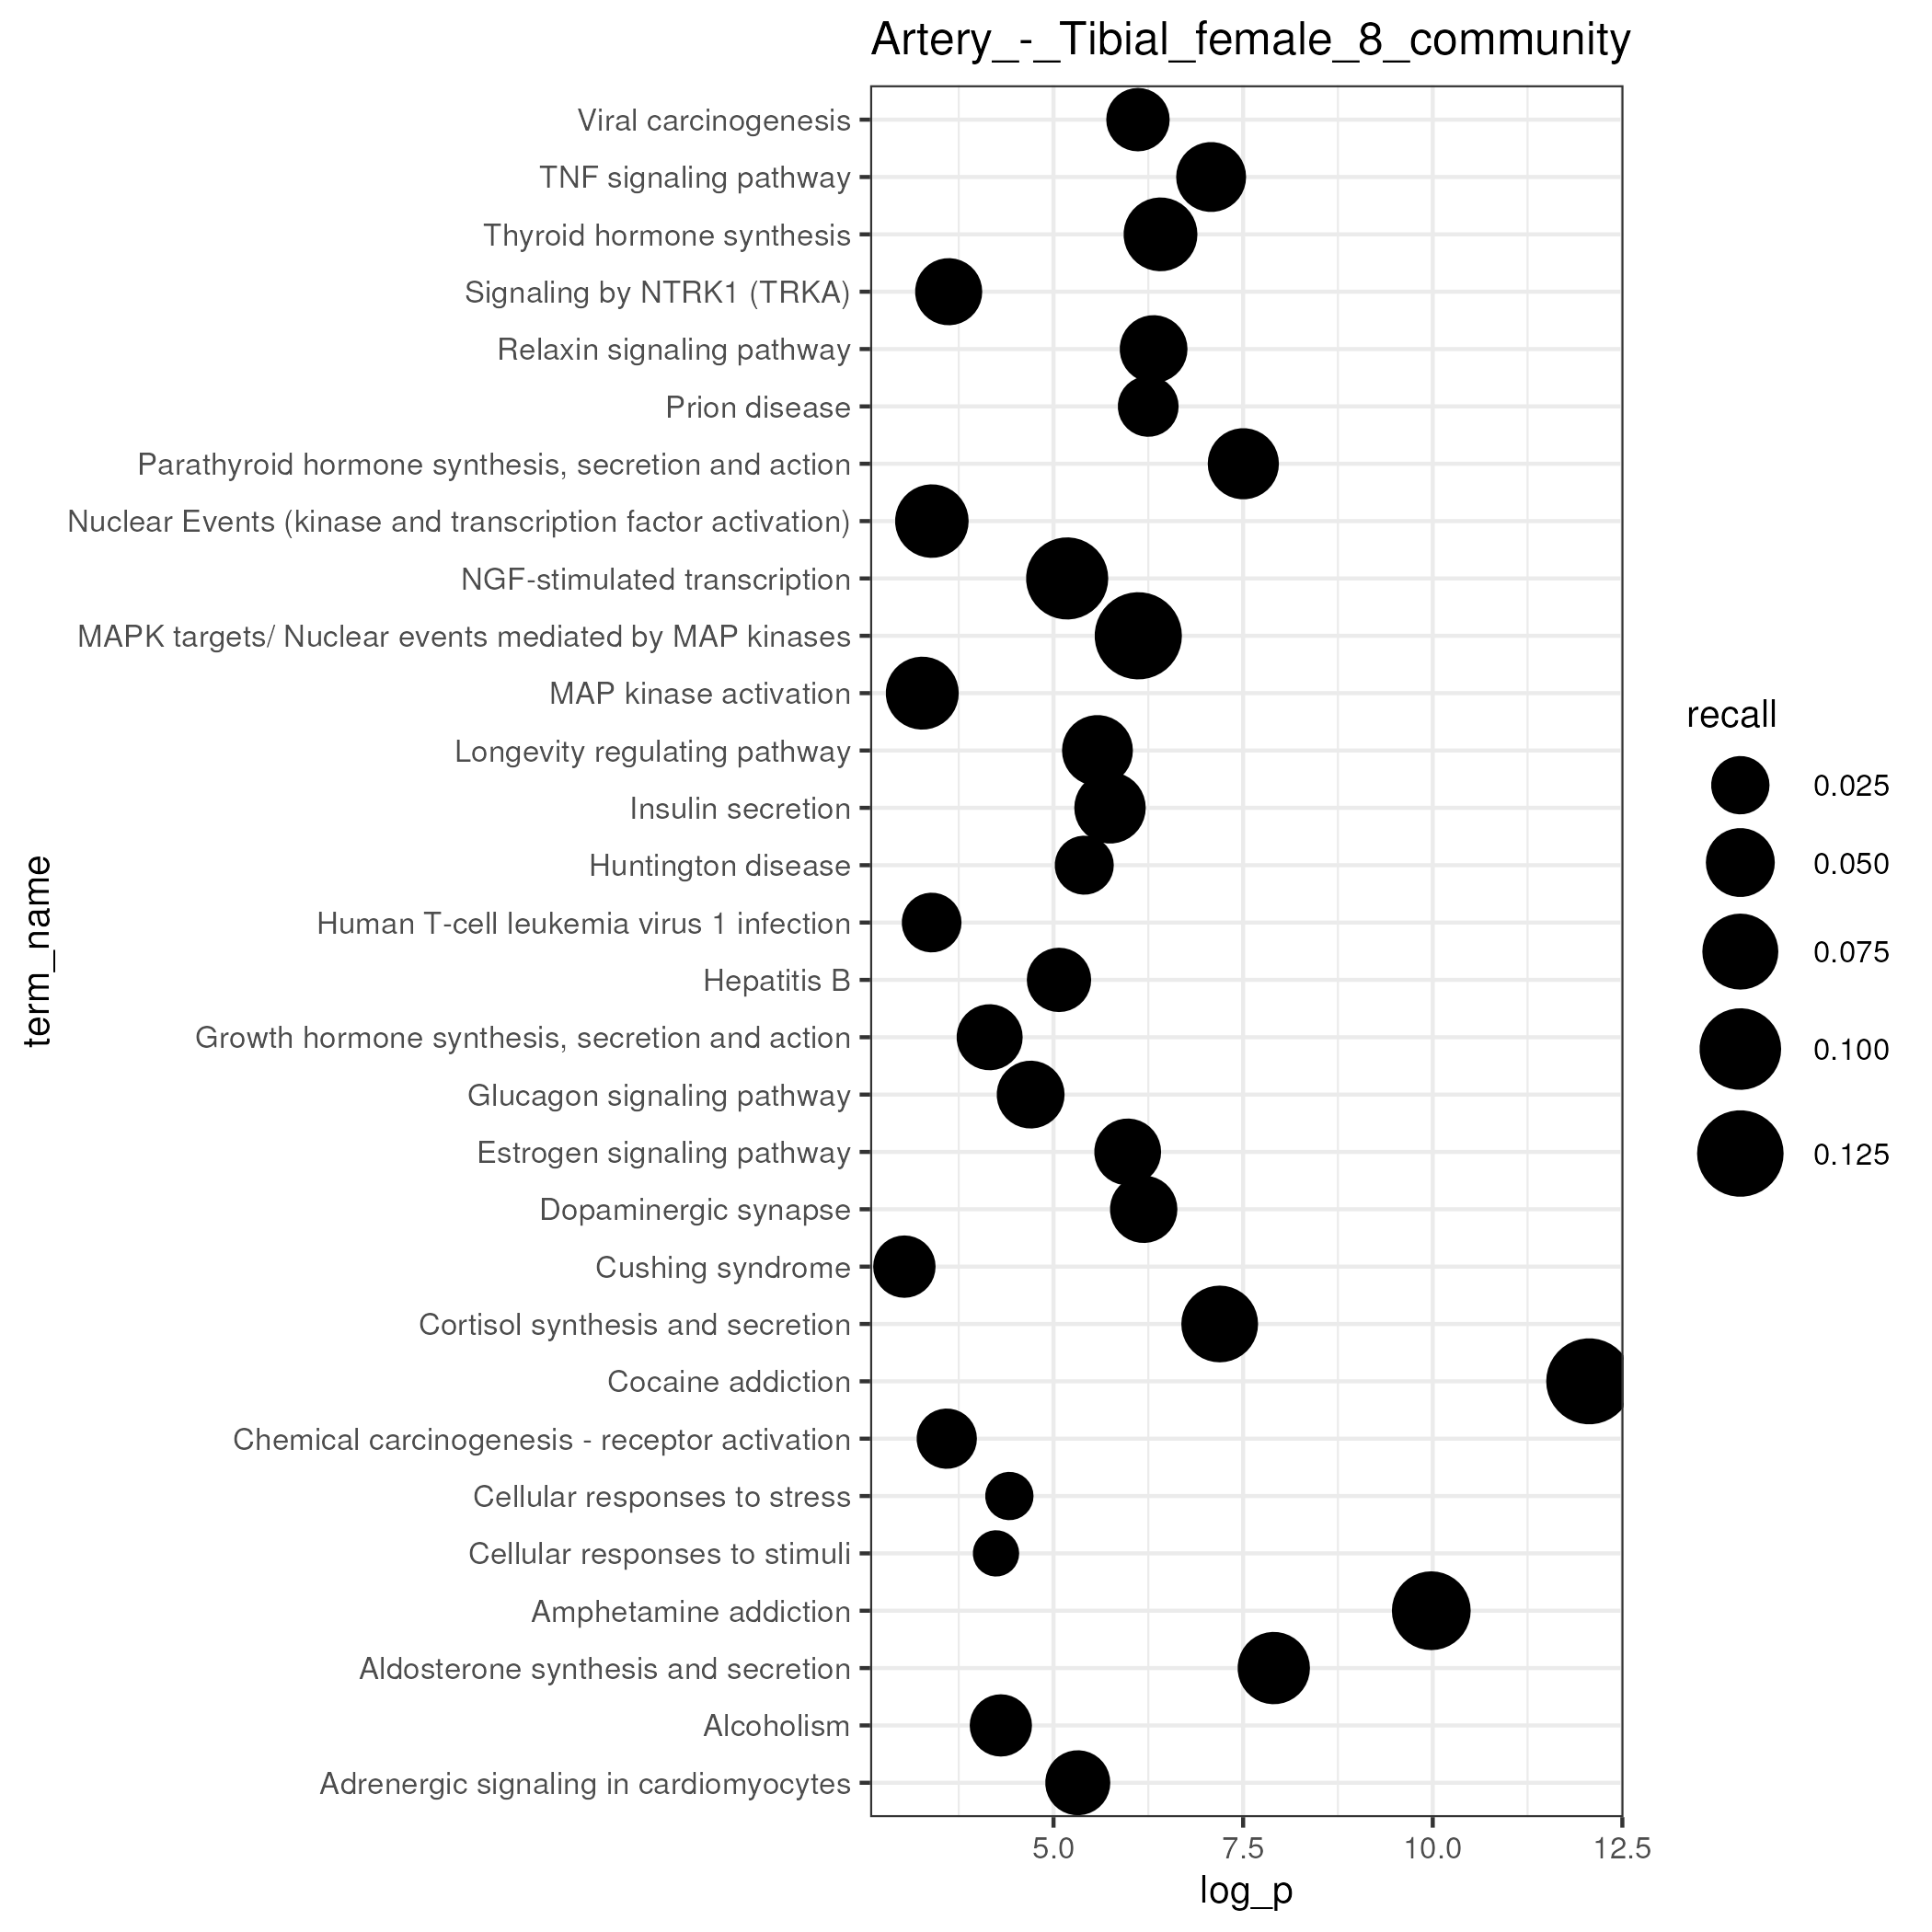 Artery_-_Tibial_female_8_community
Viral carcinogenesis
TNF signaling pathway
Thyroid hormone synthesis
Signaling by NTRK1 (TRKA)
Relaxin signaling pathway
Prion disease
Parathyroid hormone synthesis, secretion and action
Nuclear Events (kinase and transcription factor activation)
NGF-stimulated transcription
MAPK targets/ Nuclear events mediated by MAP kinases
MAP kinase activation
Longevity regulating pathway
Insulin secretion
Huntington disease
Human T-cell leukemia virus 1 infection
Hepatitis B
Growth hormone synthesis, secretion and action
Glucagon signaling pathway
Estrogen signaling pathway
Dopaminergic synapse
Cushing syndrome
Cortisol synthesis and secretion
Cocaine addiction
Chemical carcinogenesis - receptor activation
Cellular responses to stress
Cellular responses to stimuli
Amphetamine addiction
Aldosterone synthesis and secretion
Alcoholism
Adrenergic signaling in cardiomyocytes
term_name
5.0 7.5 10.0 12.5
log_p
recall
0.025
0.050
0.075
0.100
0.125